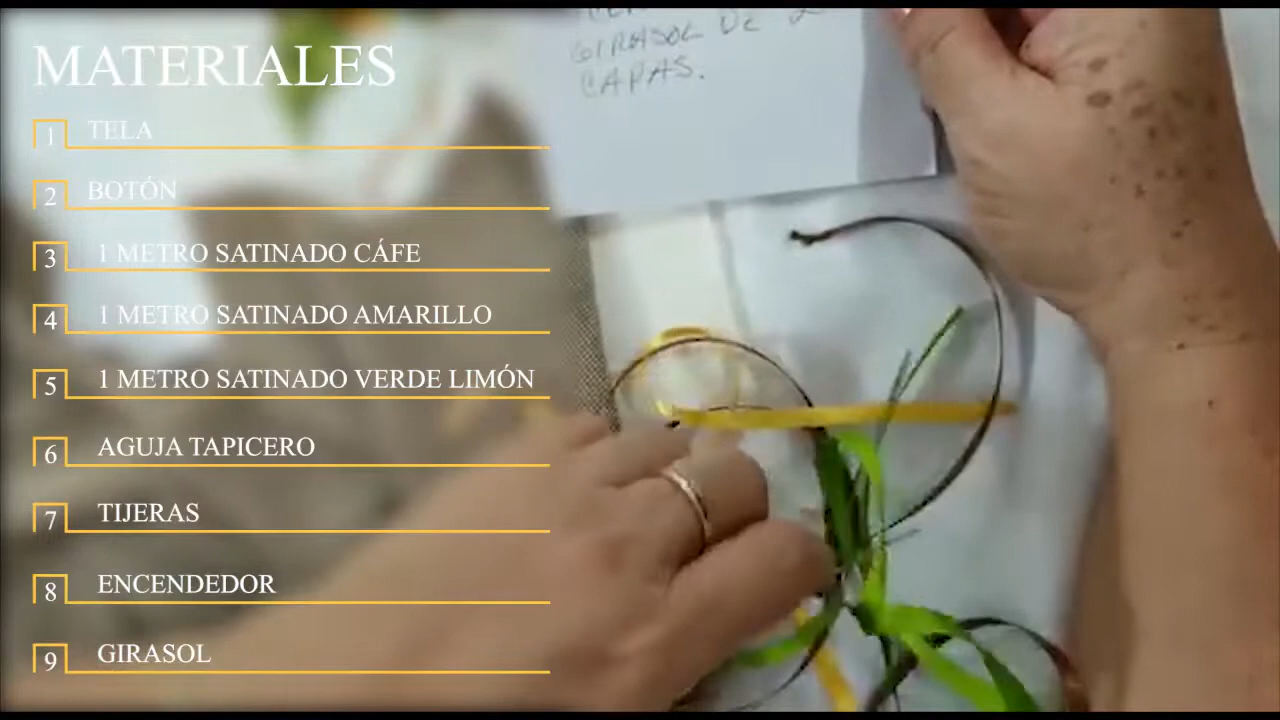 MATERIALES
1 TELA
2 BOTÓN
3 1 METRO SATINADO CÁFE
4 1 METRO SATINADO AMARILLO
5 1 METRO SATINADO VERDE LIMÓN
6 AGUJA TAPICERO
7 TIJERAS
8 ENCENDEDOR
9 GIRASOL
GIRASOL DE 2
CAPAS.